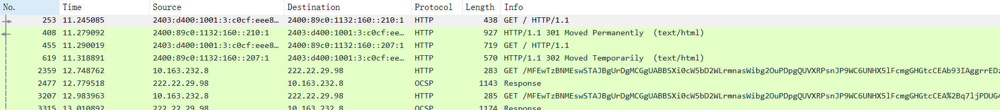 No. Time Source Destination Protocol Length Info
253 11.245085 2403:d400:1001:3:c0cf:eee8… 2400:89c0:1132:160::210:1 HTTP 438 GET / HTTP/1.1
408 11.279092 2400:89c0:1132:160::210:1 2403:d400:1001:3:c0cf:ee… HTTP 927 HTTP/1.1 301 Moved Permanently (text/html)
455 11.290019 2403:d400:1001:3:c0cf:eee8… 2400:89c0:1132:160::207:1 HTTP 719 GET / HTTP/1.1
619 11.318891 2400:89c0:1132:160::207:1 2403:d400:1001:3:c0cf:ee… HTTP 570 HTTP/1.1 302 Moved Temporarily (text/html)
2359 12.748762 10.163.232.8 222.22.29.98 HTTP 283 GET /MFEwTzBNMEswSTAJBgUrDgMCGgUABBSXi0cW5bD2WLrmnasWibg2OuPDpgQUVXRPsnJP9WC6UNHX5lFcmgGHGtcCEAb93IAggrrEDz
2477 12.779518 222.22.29.98 10.163.232.8 OCSP 1143 Response
3207 12.983963 10.163.232.8 222.22.29.98 HTTP 285 GET /MFEwTzBNMEswSTAJBgUrDgMCGgUABBSXi0cW5bD2WLrmnasWibg2OuPDpgQUVXRPsnJP9WC6UNHX5lFcmgGHGtcCEA%2Bq7ljPDUG4
3315 13.010892 222.22.29.98 10.163.232.8 OCSP 1174 Response